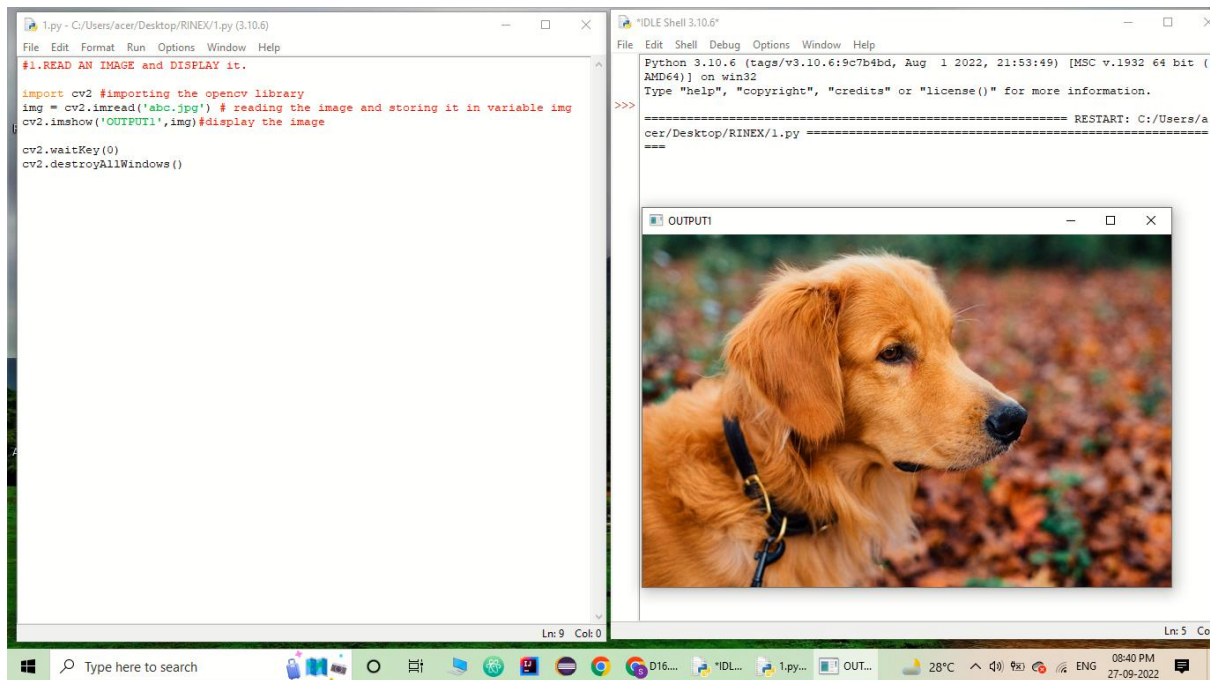 1.py - C:/Users/acer/Desktop/RINEX/1.py (3.10.6)
File Edit Format Run Options Window Help
#1.READ AN IMAGE and DISPLAY it.
import cv2 #importing the opencv library
img = cv2.imread('abc.jpg') # reading the image and storing it in variable img
cv2.imshow('OUTPUT1',img)#display the image
cv2.waitKey(0)
cv2.destroyAllWindows()
Ln: 9 Col: 0
*IDLE Shell 3.10.6*
File Edit Shell Debug Options Window Help
Python 3.10.6 (tags/v3.10.6:9c7b4bd, Aug 1 2022, 21:53:49) [MSC v.1932 64 bit (
AMD64)] on win32
Type "help", "copyright", "credits" or "license()" for more information.
>>>
============================================================ RESTART: C:/Users/a
cer/Desktop/RINEX/1.py =========================================================
===
OUTPUT1
Ln: 5 Co
Type here to search
D16.... *IDL... 1.py... OUT... 28°C ENG 08:40 PM
27-09-2022